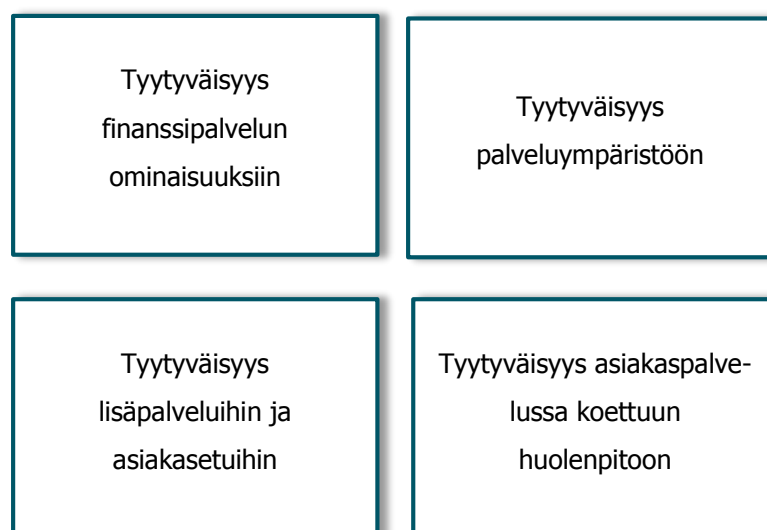 Tyytyväisyys
finanssipalvelun
ominaisuuksiin
Tyytyväisyys
palveluympäristöön
Tyytyväisyys
lisäpalveluihin ja
asiakasetuihin
Tyytyväisyys asiakaspalve-
lussa koettuun
huolenpitoon